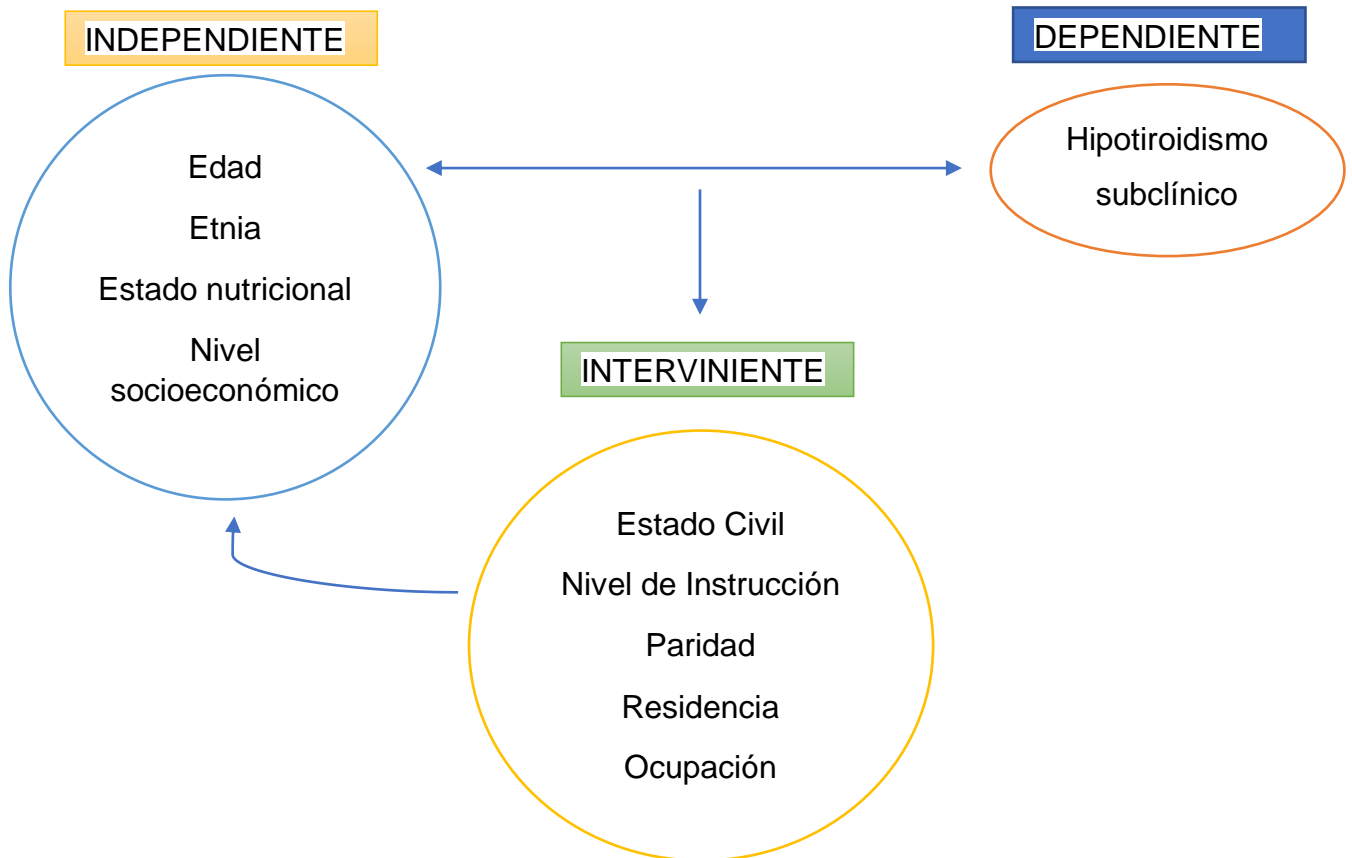 INDEPENDIENTE
DEPENDIENTE
Edad
Etnia
Estado nutricional
Nivel
socioeconómico
Hipotiroidismo
subclínico
INTERVINIENTE
Estado Civil
Nivel de Instrucción
Paridad
Residencia
Ocupación